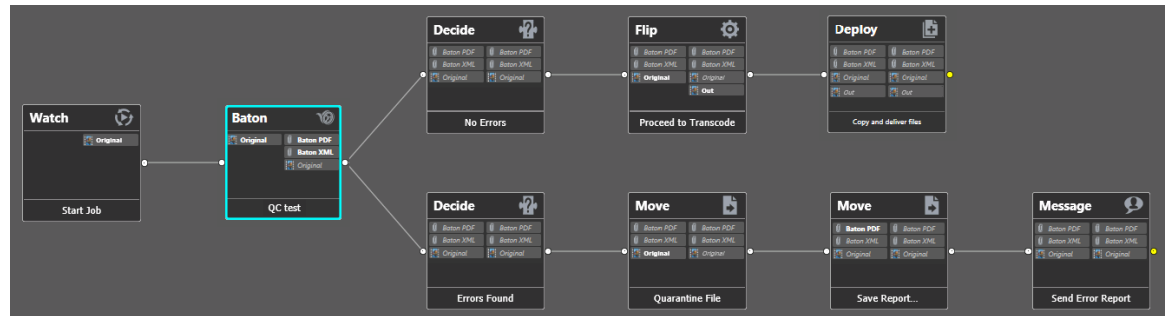 Watch
Original
Start Job
Baton
Original Baton PDF
Baton XML
Original
QC test
Decide
Baton PDF Baton PDF
Baton XML Baton XML
Original Original
No Errors
Flip
Baton PDF Baton PDF
Baton XML Baton XML
Original Originer
Out
Proceed to Transcode
Deploy
Baton PDF Baton PDF
Baton XML Baton XML
Original Original
Out Out
Copy and deliver files
Decide
Baton PDF Baton PDF
Baton XML Baton XML
Original Original
Errors Found
Move
Baton PDF Baton PDF
Baton XML Baton XML
Original Originer
Quarantine File
Move
Baton PDF Baton PDF
Baton XML Baton XML
Original Original
Save Report...
Message
Baton PDF Baton PDF
Baton XML Baton XML
Original Original
Send Error Report